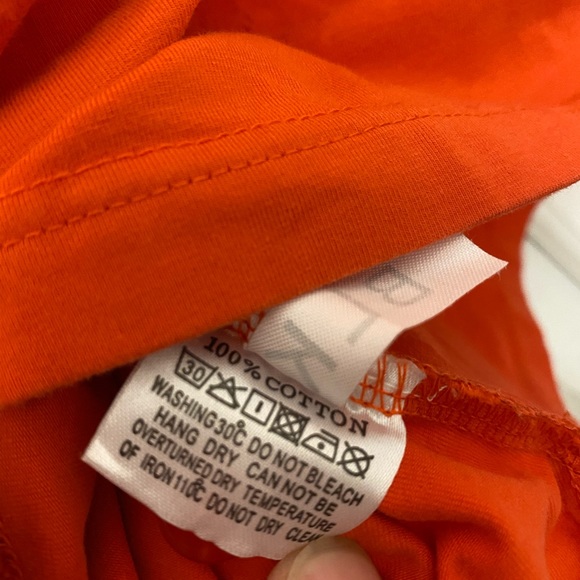 100% COTTON
30
WASHING 30℃ DO NOT BLEACH
HANG DRY CAN NOT BE
OVERTURNED DRY TEMPERATURE
OF IRON 110℃ DO NOT DRY CLEAN